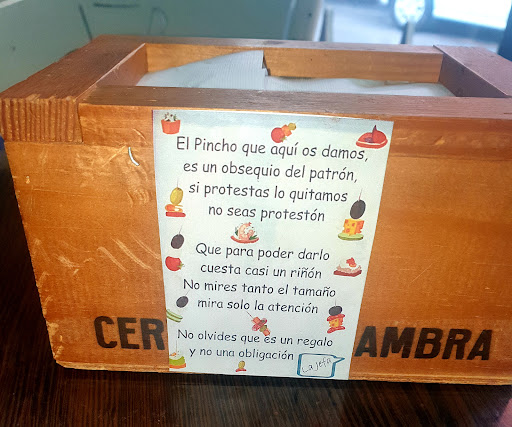 El Pincho que aquí os damos,
es un obsequio del patrón,
si protestas lo quitamos
no seas protestón
Que para poder darlo
cuesta casi un riñón
No mires tanto el tamaño
mira solo la atención
No olvides que es un regalo
y no una obligación
La jefa
CER
AMBRA